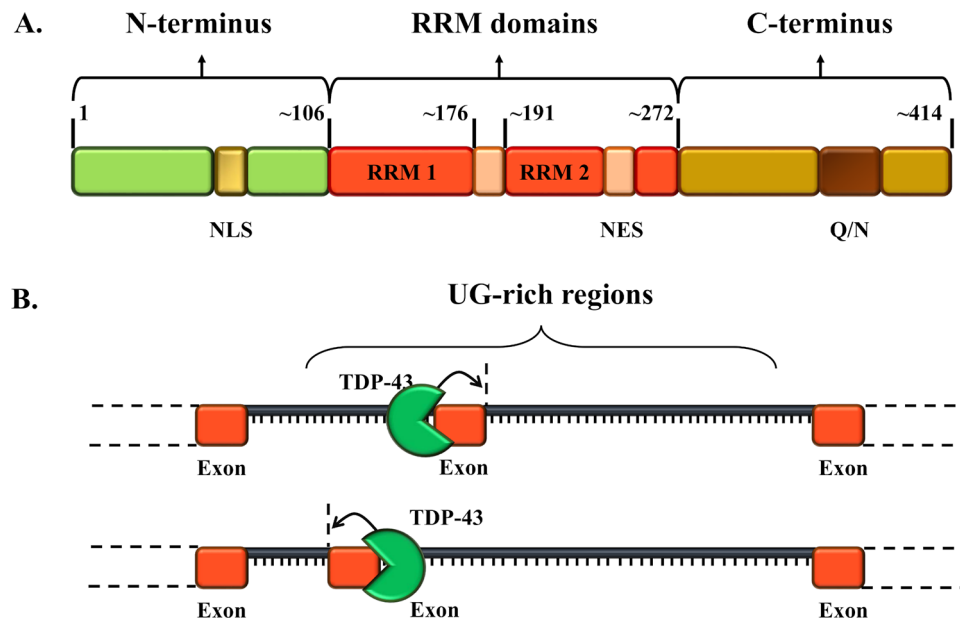 A.
N-terminus RRM domains C-terminus
1 ~106 ~176 ~191 ~272 ~414
RRM 1 RRM 2
NLS NES Q/N
B.
UG-rich regions
TDP-43
Exon Exon Exon
TDP-43
Exon Exon Exon